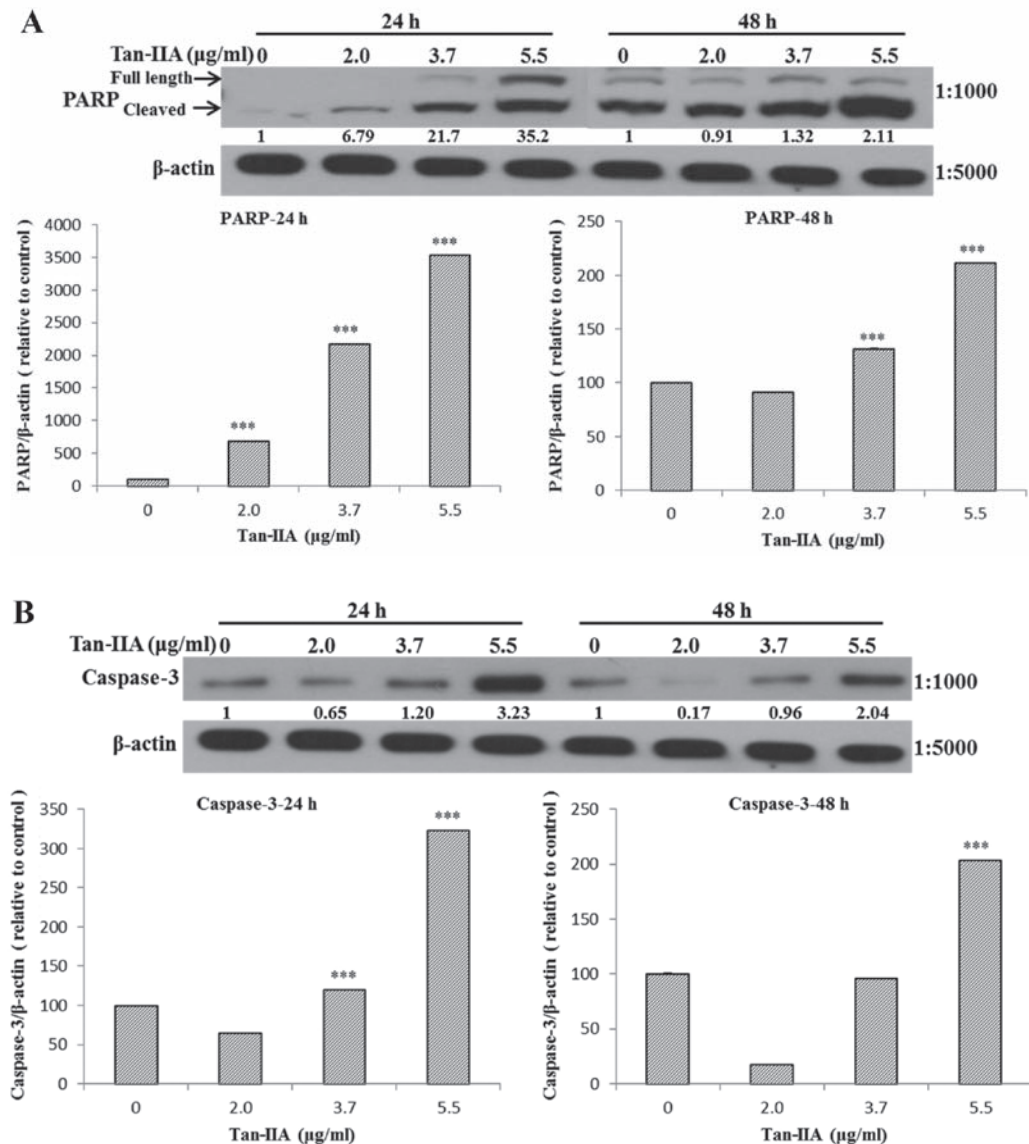 A
24 h
48 h
Tan-IIA (µg/ml) 0 2.0 3.7 5.5 0 2.0 3.7 5.5
Full length
PARP
Cleaved
1:1000
1 6.79 21.7 35.2 1 0.91 1.32 2.11
β-actin
1:5000
PARP-24 h
PARP/β-actin ( relative to control )
4000
3500
3000
2500
2000
1500
1000
500
0
***
***
***
0 2.0 3.7 5.5
Tan-IIA (µg/ml)
PARP-48 h
PARP/β-actin ( relative to control )
250
200
150
100
50
0
***
***
0 2.0 3.7 5.5
Tan-IIA (µg/ml)
B
24 h
48 h
Tan-IIA (µg/ml) 0 2.0 3.7 5.5 0 2.0 3.7 5.5
Caspase-3
1:1000
1 0.65 1.20 3.23 1 0.17 0.96 2.04
β-actin
1:5000
Caspase-3-24 h
Caspase-3/β-actin ( relative to control)
350
300
250
200
150
100
50
0
***
***
0 2.0 3.7 5.5
Tan-IIA (µg/ml)
Caspase-3-48 h
Caspase-3/β-actin ( relative to control)
250
200
150
100
50
0
***
0 2.0 3.7 5.5
Tan-IIA (µg/ml)